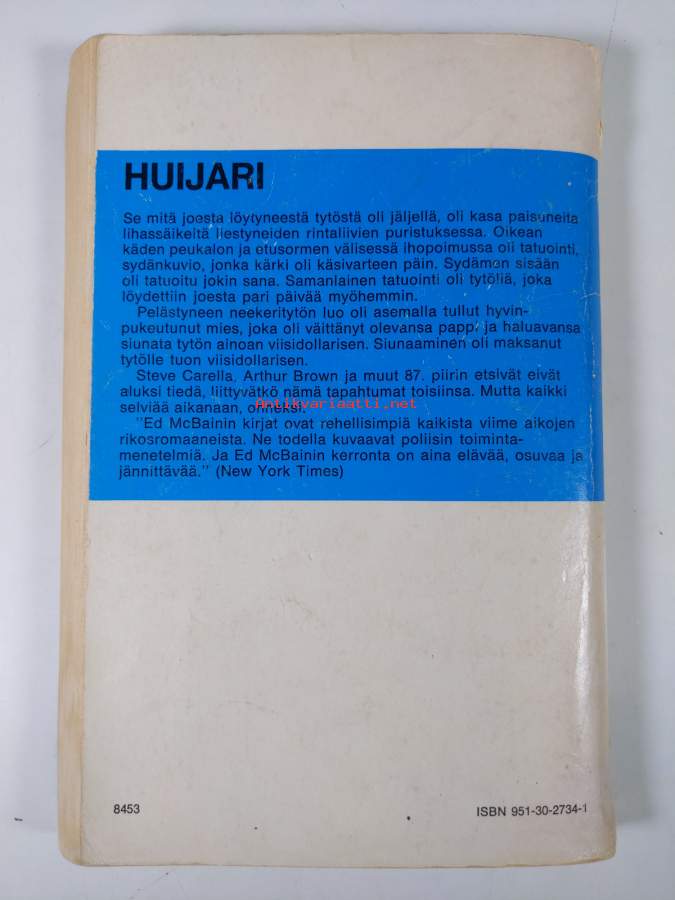 HUIJARI
Se mitä joesta löytyneestä tytöstä oli jäljellä, oli kasa paisuneita
lihassäikeitä liestyneiden rintaliivien puristuksessa. Oikean
käden peukalon ja etusormen välisessä ihopoimussa oli tatuointi,
sydänkuvio, jonka kärki oli käsivarteen päin. Sydämen sisään
oli tatuoitu jokin sana. Samanlainen tatuointi oli tytöllä, joka
löydettiin joesta pari päivää myöhemmin.
Pelästyneen neekeritytön luo oli asemalla tullut hyvin-
pukeutunut mies, joka oli väittänyt olevansa pappi ja haluavansa
siunata tytön ainoan viisidollarisen. Siunaaminen oli maksanut
tytölle tuon viisidollarisen.
Steve Carella, Arthur Brown ja muut 87. piirin etsivät eivät
aluksi tiedä, liittyvätkö nämä tapahtumat toisiinsa. Mutta kaikki
selviää aikanaan, onneksi.
Antikvariaatti.net
"Ed McBainin kirjat ovat rehellisimpiä kaikista viime aikojen
rikosromaaneista. Ne todella kuvaavat poliisin toiminta-
menetelmiä. Ja Ed McBainin kerronta on aina elävää, osuvaa ja
jännittävää." (New York Times)
8453
ISBN 951-30-2734-1